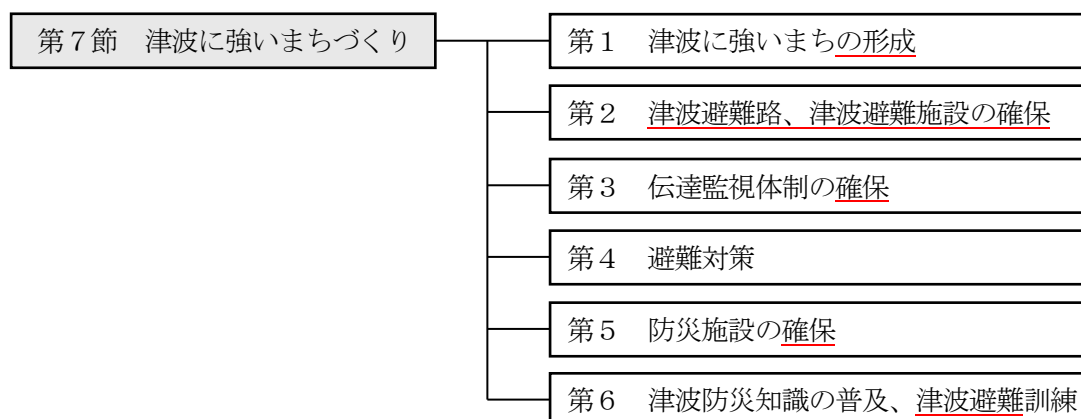 第７節　津波に強いまちづくり
第１　津波に強いまちの形成
第２　津波避難路、津波避難施設の確保
第３　伝達監視体制の確保
第４　避難対策
第５　防災施設の確保
第６　津波防災知識の普及、津波避難訓練